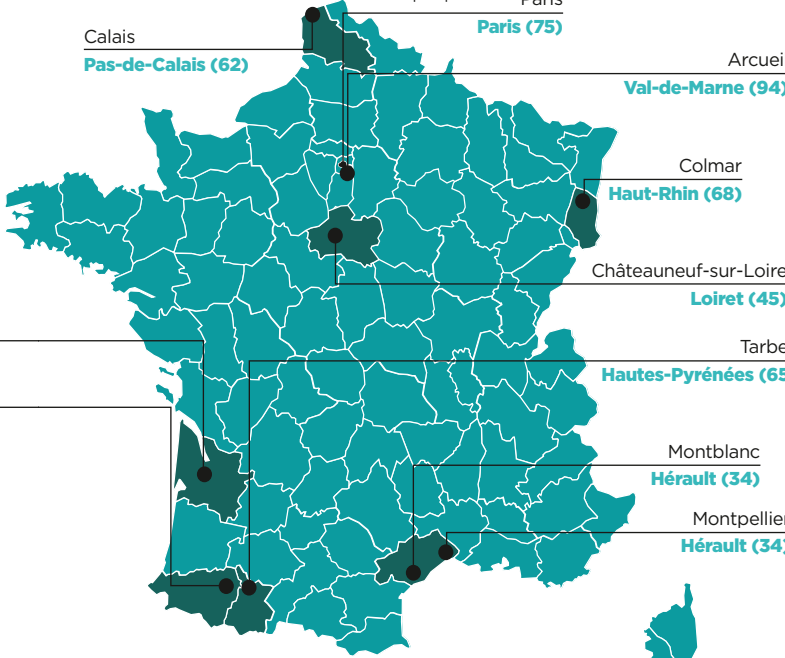 Paris
Paris (75)
Calais
Pas-de-Calais (62)
Arcueil
Val-de-Marne (94)
Colmar
Haut-Rhin (68)
Châteauneuf-sur-Loire
Loiret (45)
Tarbe
Hautes-Pyrénées (65
Montblanc
Hérault (34)
Montpellier
Hérault (34)